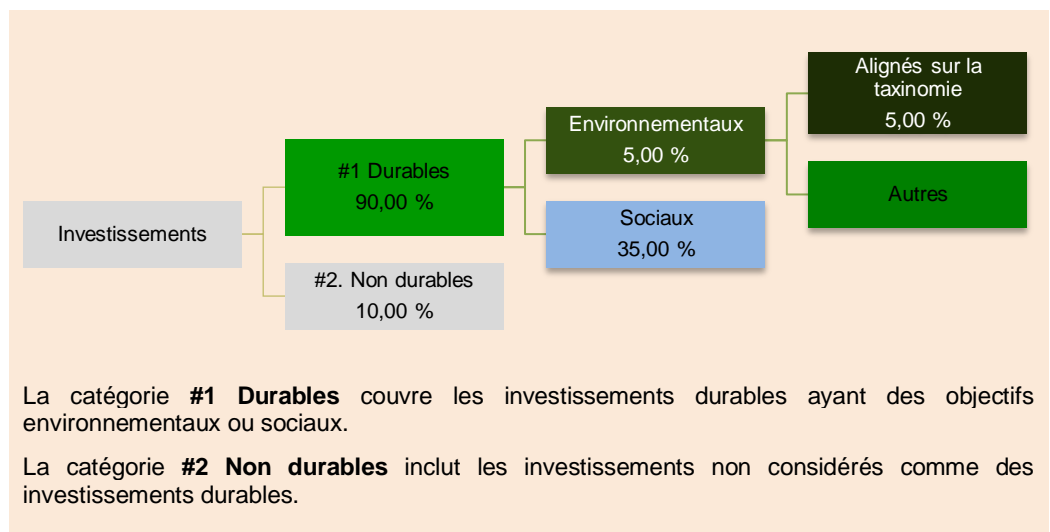 Investissements
#1 Durables
90,00 %
#2. Non durables
10,00 %
Environnementaux
5,00 %
Sociaux
35,00 %
Alignés sur la
taxinomie
5,00 %
Autres
La catégorie #1 Durables couvre les investissements durables ayant des objectifs
environnementaux ou sociaux.
La catégorie #2 Non durables inclut les investissements non considérés comme des
investissements durables.